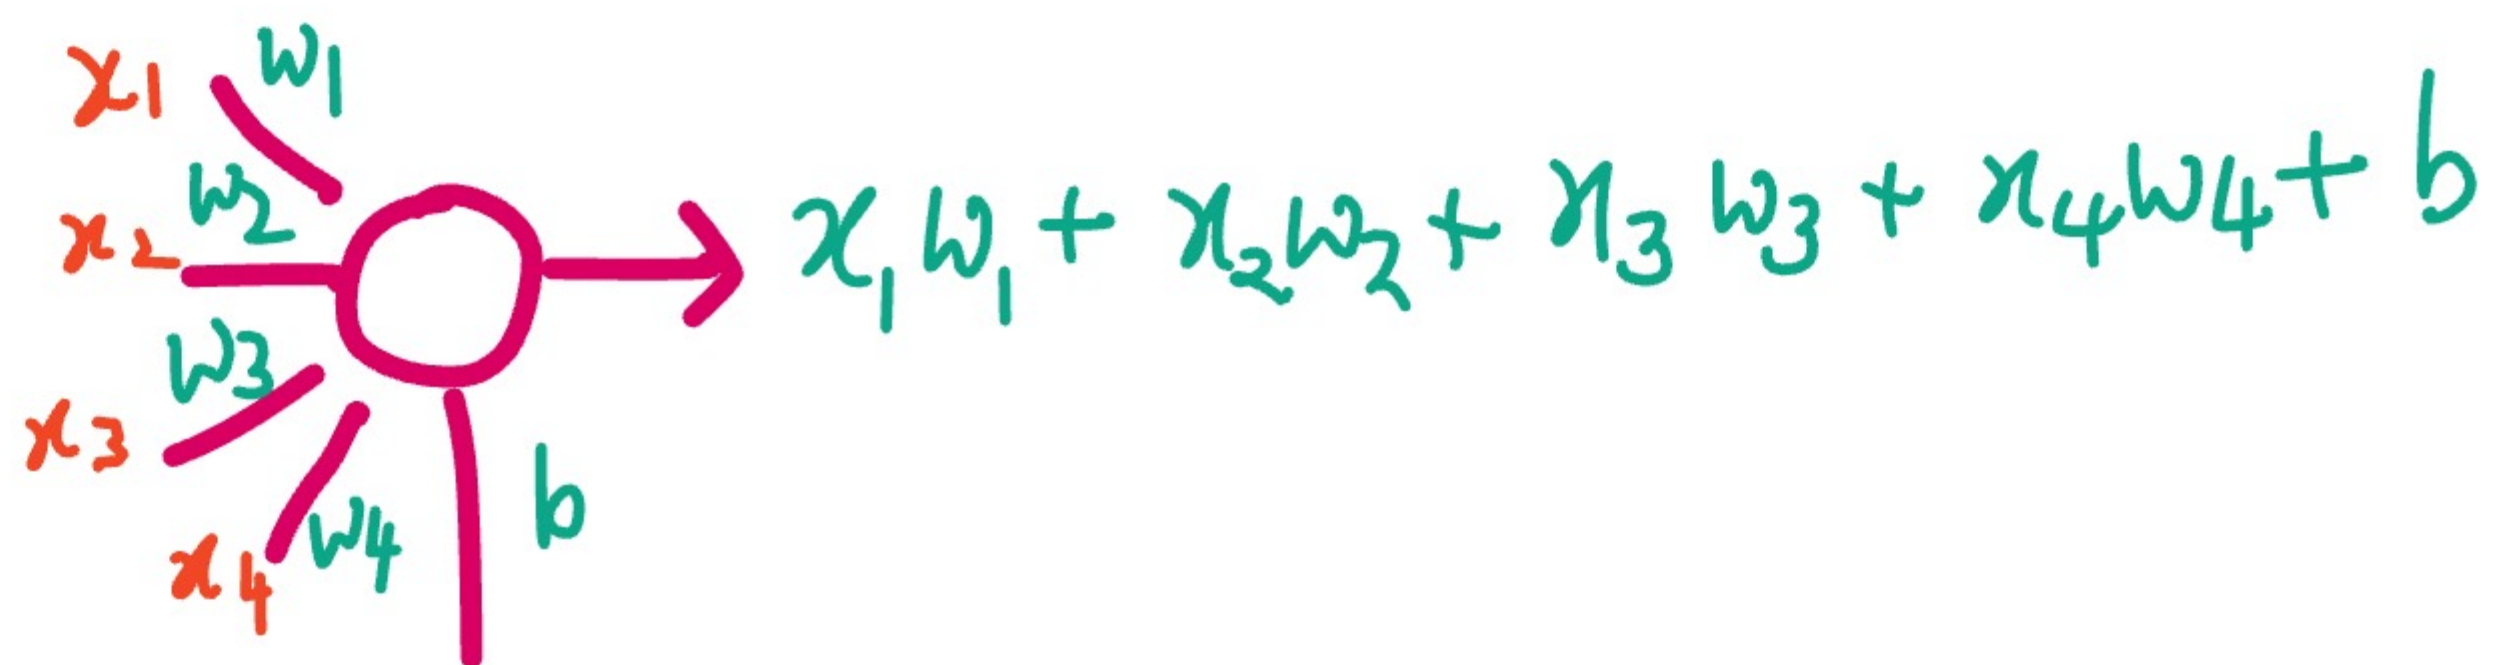 x1 w1
x2 w2
x₁w₁ + x₂w₂ + x₃w₃ + x₄w₄ + b
x3 w3
x4 w4
b